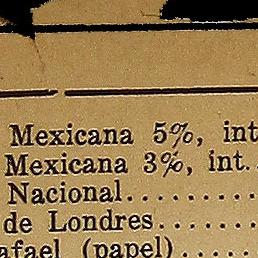 Mexicana 5%, int
Mexicana 3%, int.
Nacional..........
de Londres........
afael (papel).....